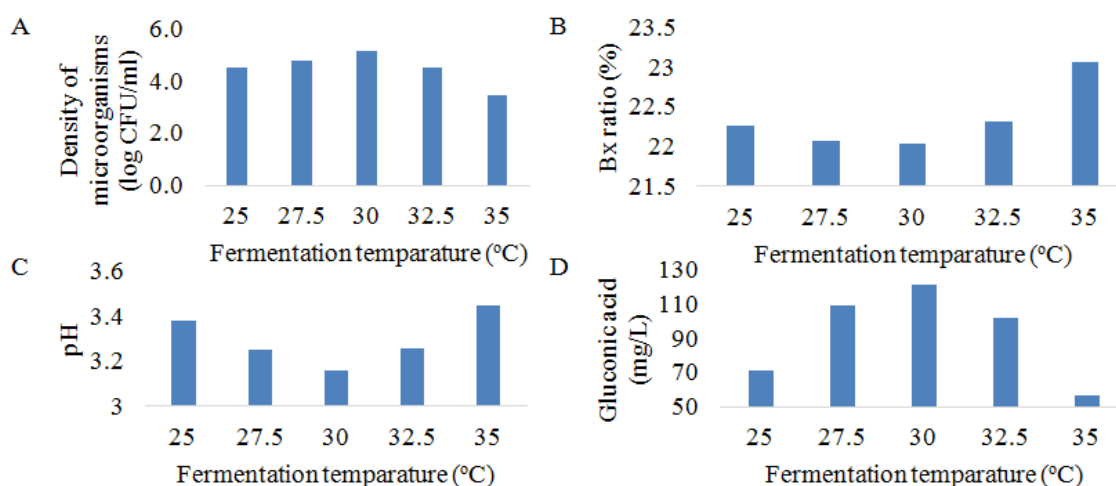 A
Density of
microorganisms
(log CFU/ml)
6.0
4.0
2.0
0.0
25 27.5 30 32.5 35
Fermentation temparature (ºC)
B
Bx ratio (%)
23.5
23
22.5
22
21.5
25 27.5 30 32.5 35
Fermentation temparature (ºC)
C
pH
3.6
3.4
3.2
3
25 27.5 30 32.5 35
Fermentation temparature (ºC)
D
Gluconic acid
(mg/L)
130
110
90
70
50
25 27.5 30 32.5 35
Fermentation temparature (ºC)